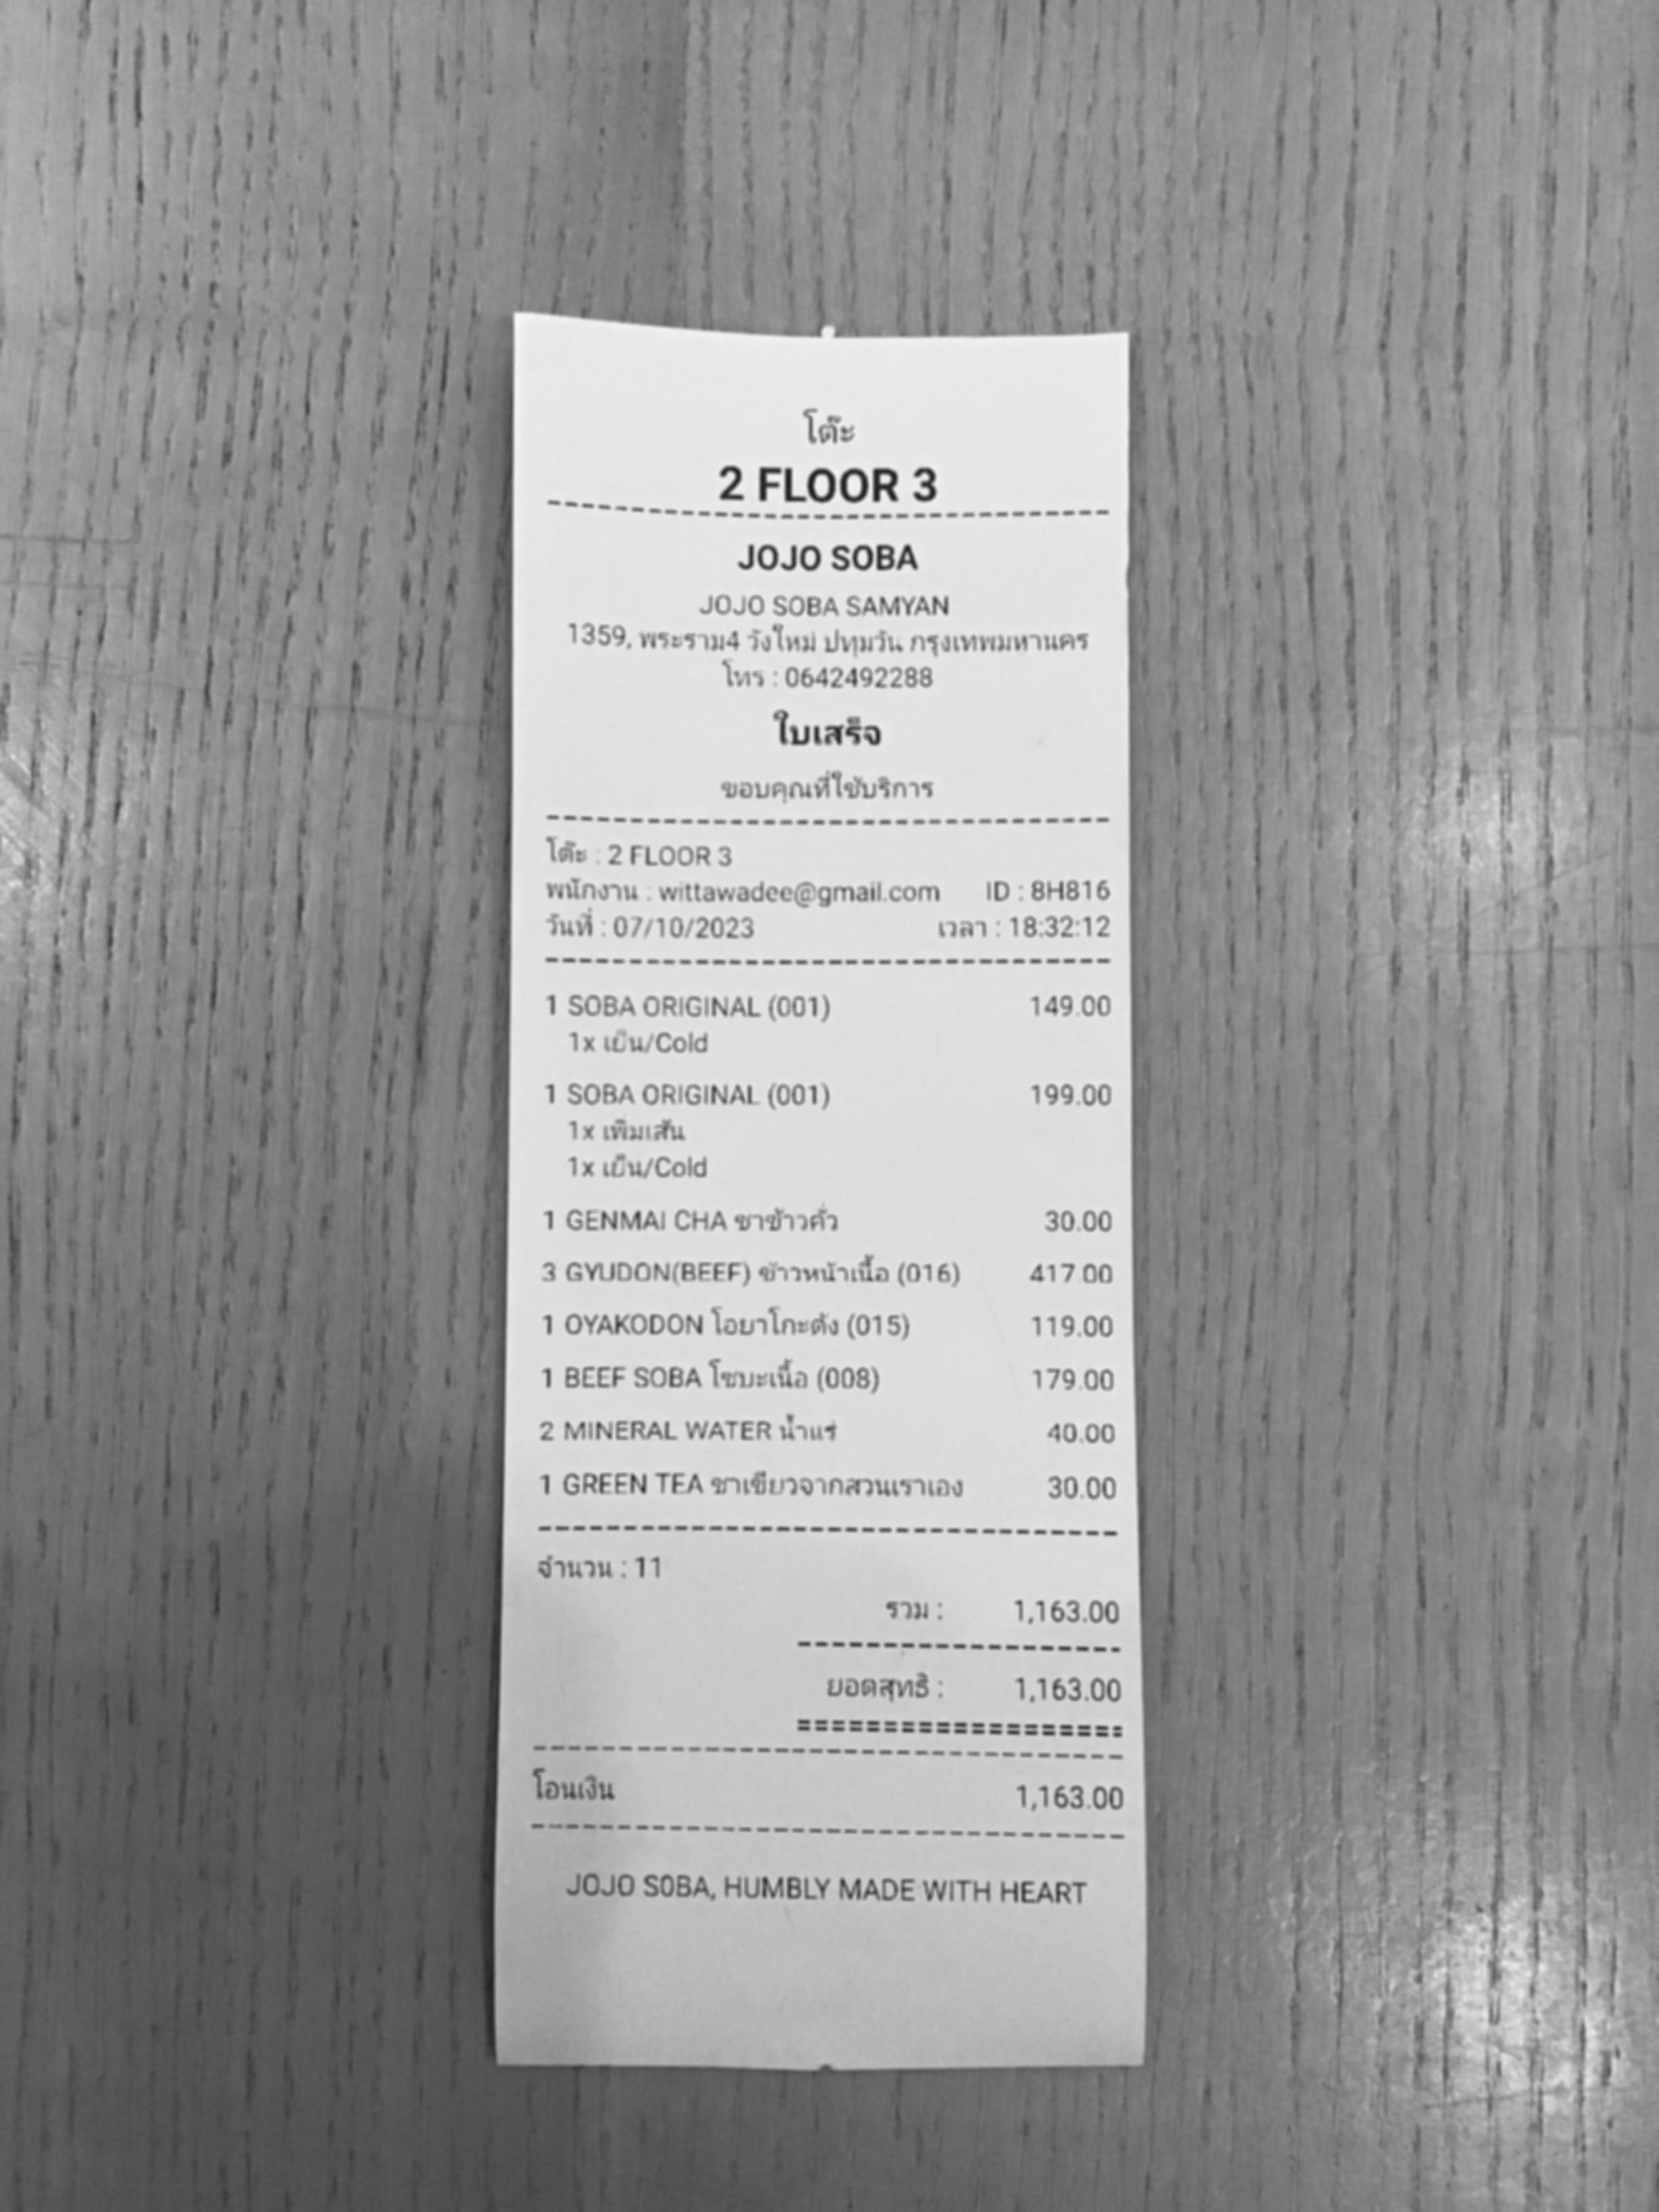 โต๊ะ
2 FLOOR 3
JOJO SOBA
JOJO SOBA SAMYAN
1359, พระราม4 วังใหม่ ปทุมวัน กรุงเทพมหานคร
โทร : 0642492288
ใบเสร็จ
ขอบคุณที่ใช้บริการ
โต๊ะ : 2 FLOOR 3
พนักงาน : wittawadee@gmail.com ID : 8H816
วันที่ : 07/10/2023 เวลา : 18:32:12
1 SOBA ORIGINAL (001) 149.00
1x เย็น/Cold
1 SOBA ORIGINAL (001) 199.00
1x เพิ่มเส้น
1x เย็น/Cold
1 GENMAI CHA ชาข้าวคั่ว 30.00
3 GYUDON(BEEF) ข้าวหน้าเนื้อ (016) 417.00
1 OYAKODON โอยาโกะด้ง (015) 119.00
1 BEEF SOBA โซบะเนื้อ (008) 179.00
2 MINERAL WATER น้ำแร่ 40.00
1 GREEN TEA ชาเขียวจากสวนเราเอง 30.00
จำนวน : 11
รวม : 1,163.00
ยอดสุทธิ : 1,163.00
โอนเงิน 1,163.00
JOJO SOBA, HUMBLY MADE WITH HEART